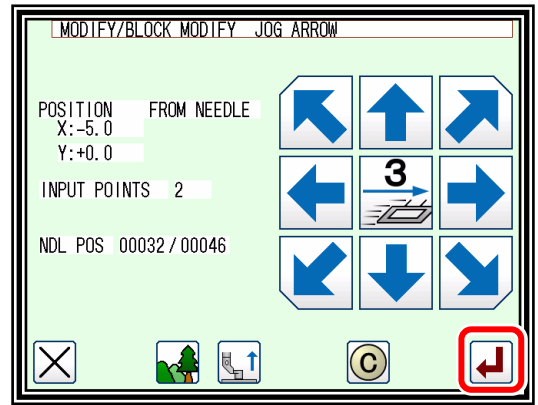 MODIFY/BLOCK MODIFY JOG ARROW
POSITION FROM NEEDLE
X:-5.0
Y:+0.0
3
INPUT POINTS 2
NDL POS 00032/00046
C